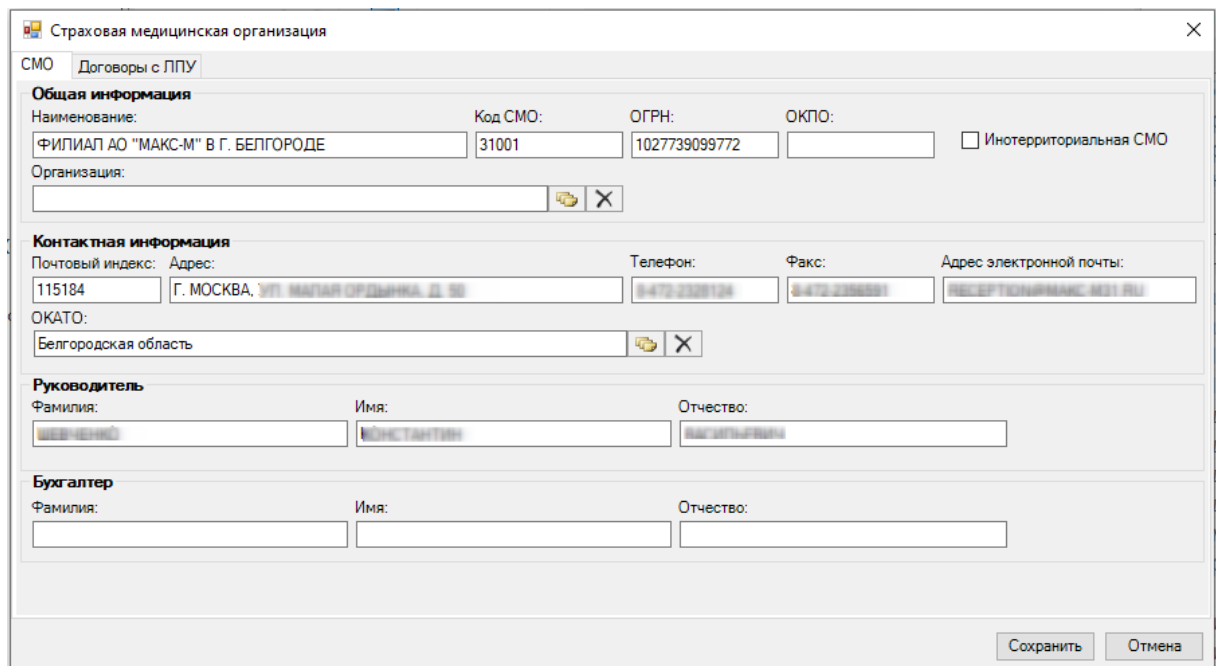 Страховая медицинская организация
СМО Договоры с ЛПУ
Общая информация
Наименование: Код СМО: ОГРН: ОКПО:
ФИЛИАЛ АО "МАКС-М" В Г. БЕЛГОРОДЕ 31001 1027739099772 Инотерриториальная СМО
Организация:
Контактная информация
Почтовый индекс: Адрес: Телефон: Факс: Адрес электронной почты:
115184 Г. МОСКВА,
ОКАТО:
Белгородская область
Руководитель
Фамилия: Имя: Отчество:
Бухгалтер
Фамилия: Имя: Отчество:
Сохранить Отмена